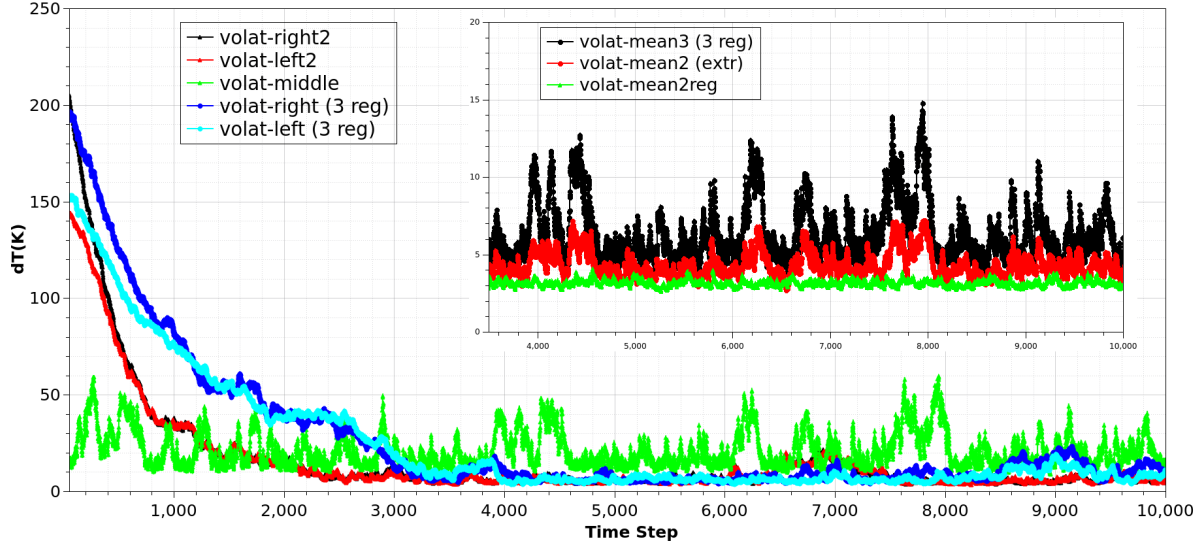 250
200
150
100
50
0
dT(K)
volat-right2
volat-left2
volat-middle
volat-right (3 reg)
volat-left (3 reg)
20
15
10
5
0
volat-mean3 (3 reg)
volat-mean2 (extr)
volat-mean2reg
4,000 5,000 6,000 7,000 8,000 9,000 10,000
1,000 2,000 3,000 4,000 5,000 6,000 7,000 8,000 9,000 10,000
Time Step